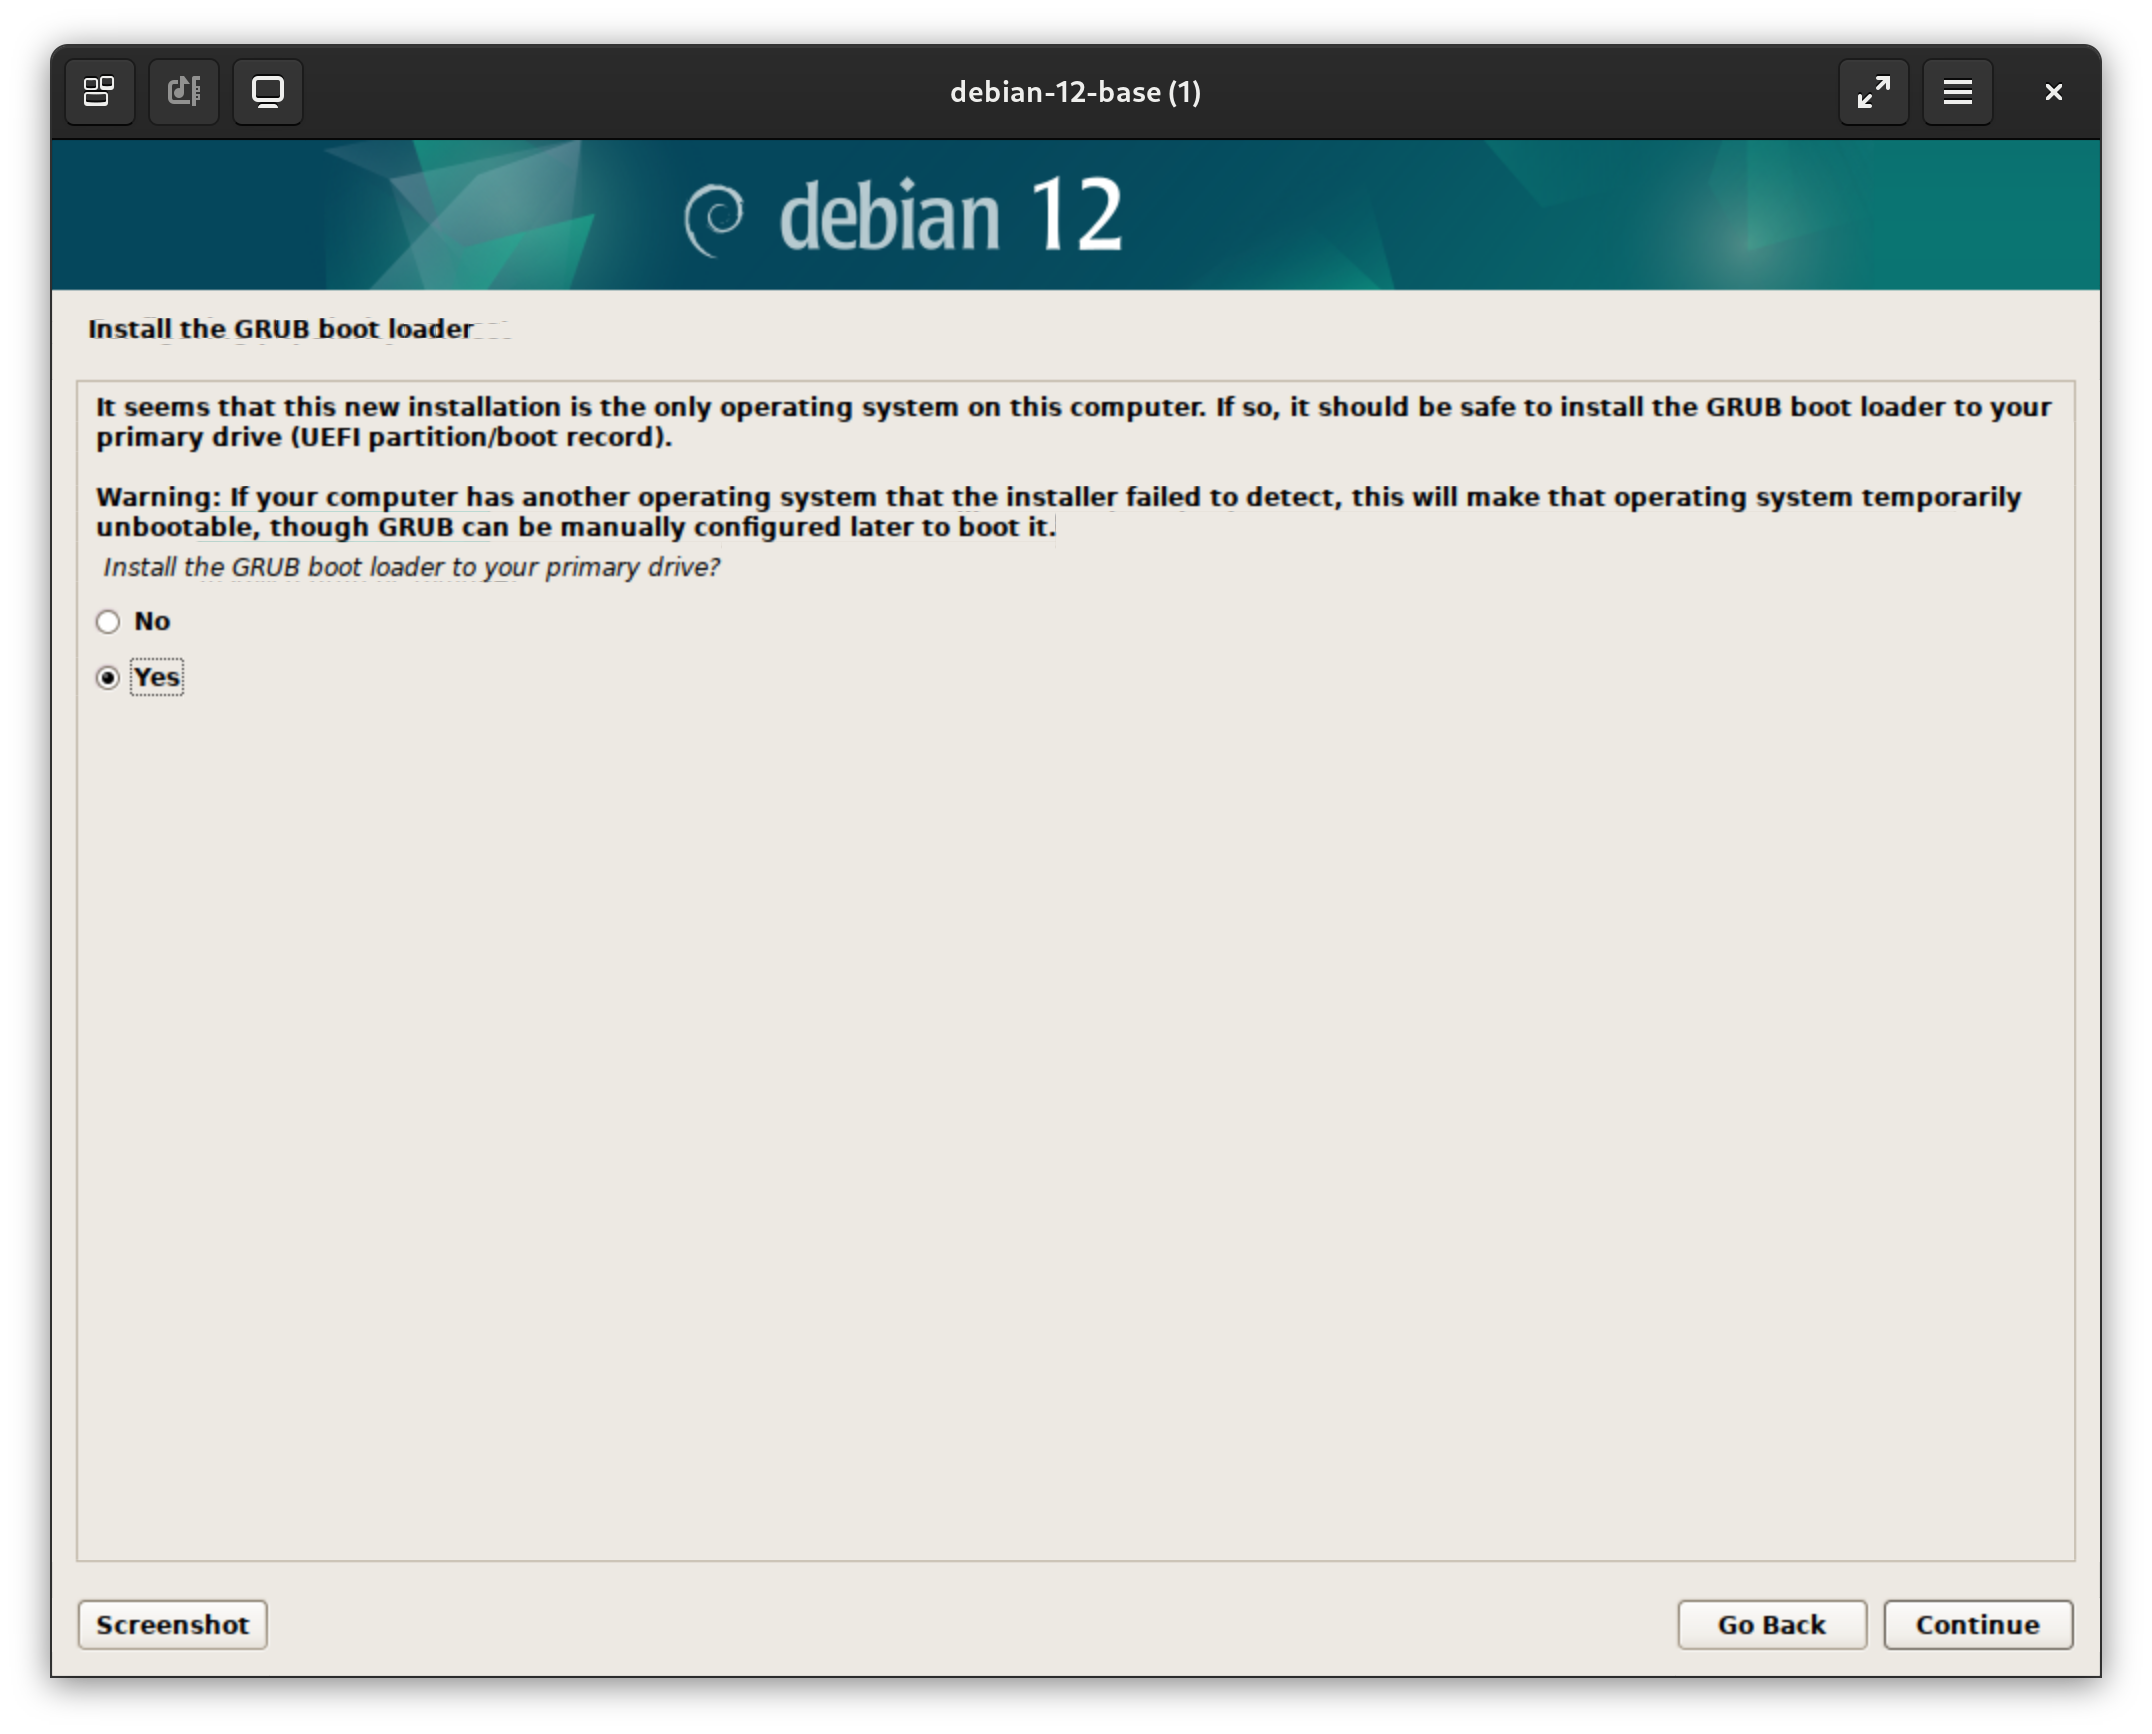 debian-12-base (1)
debian 12
Install the GRUB boot loader
It seems that this new installation is the only operating system on this computer. If so, it should be safe to install the GRUB boot loader to your
primary drive (UEFI partition/boot record).
Warning: If your computer has another operating system that the installer failed to detect, this will make that operating system temporarily
unbootable, though GRUB can be manually configured later to boot it.
Install the GRUB boot loader to your primary drive?
No
Yes
Screenshot
Go Back
Continue